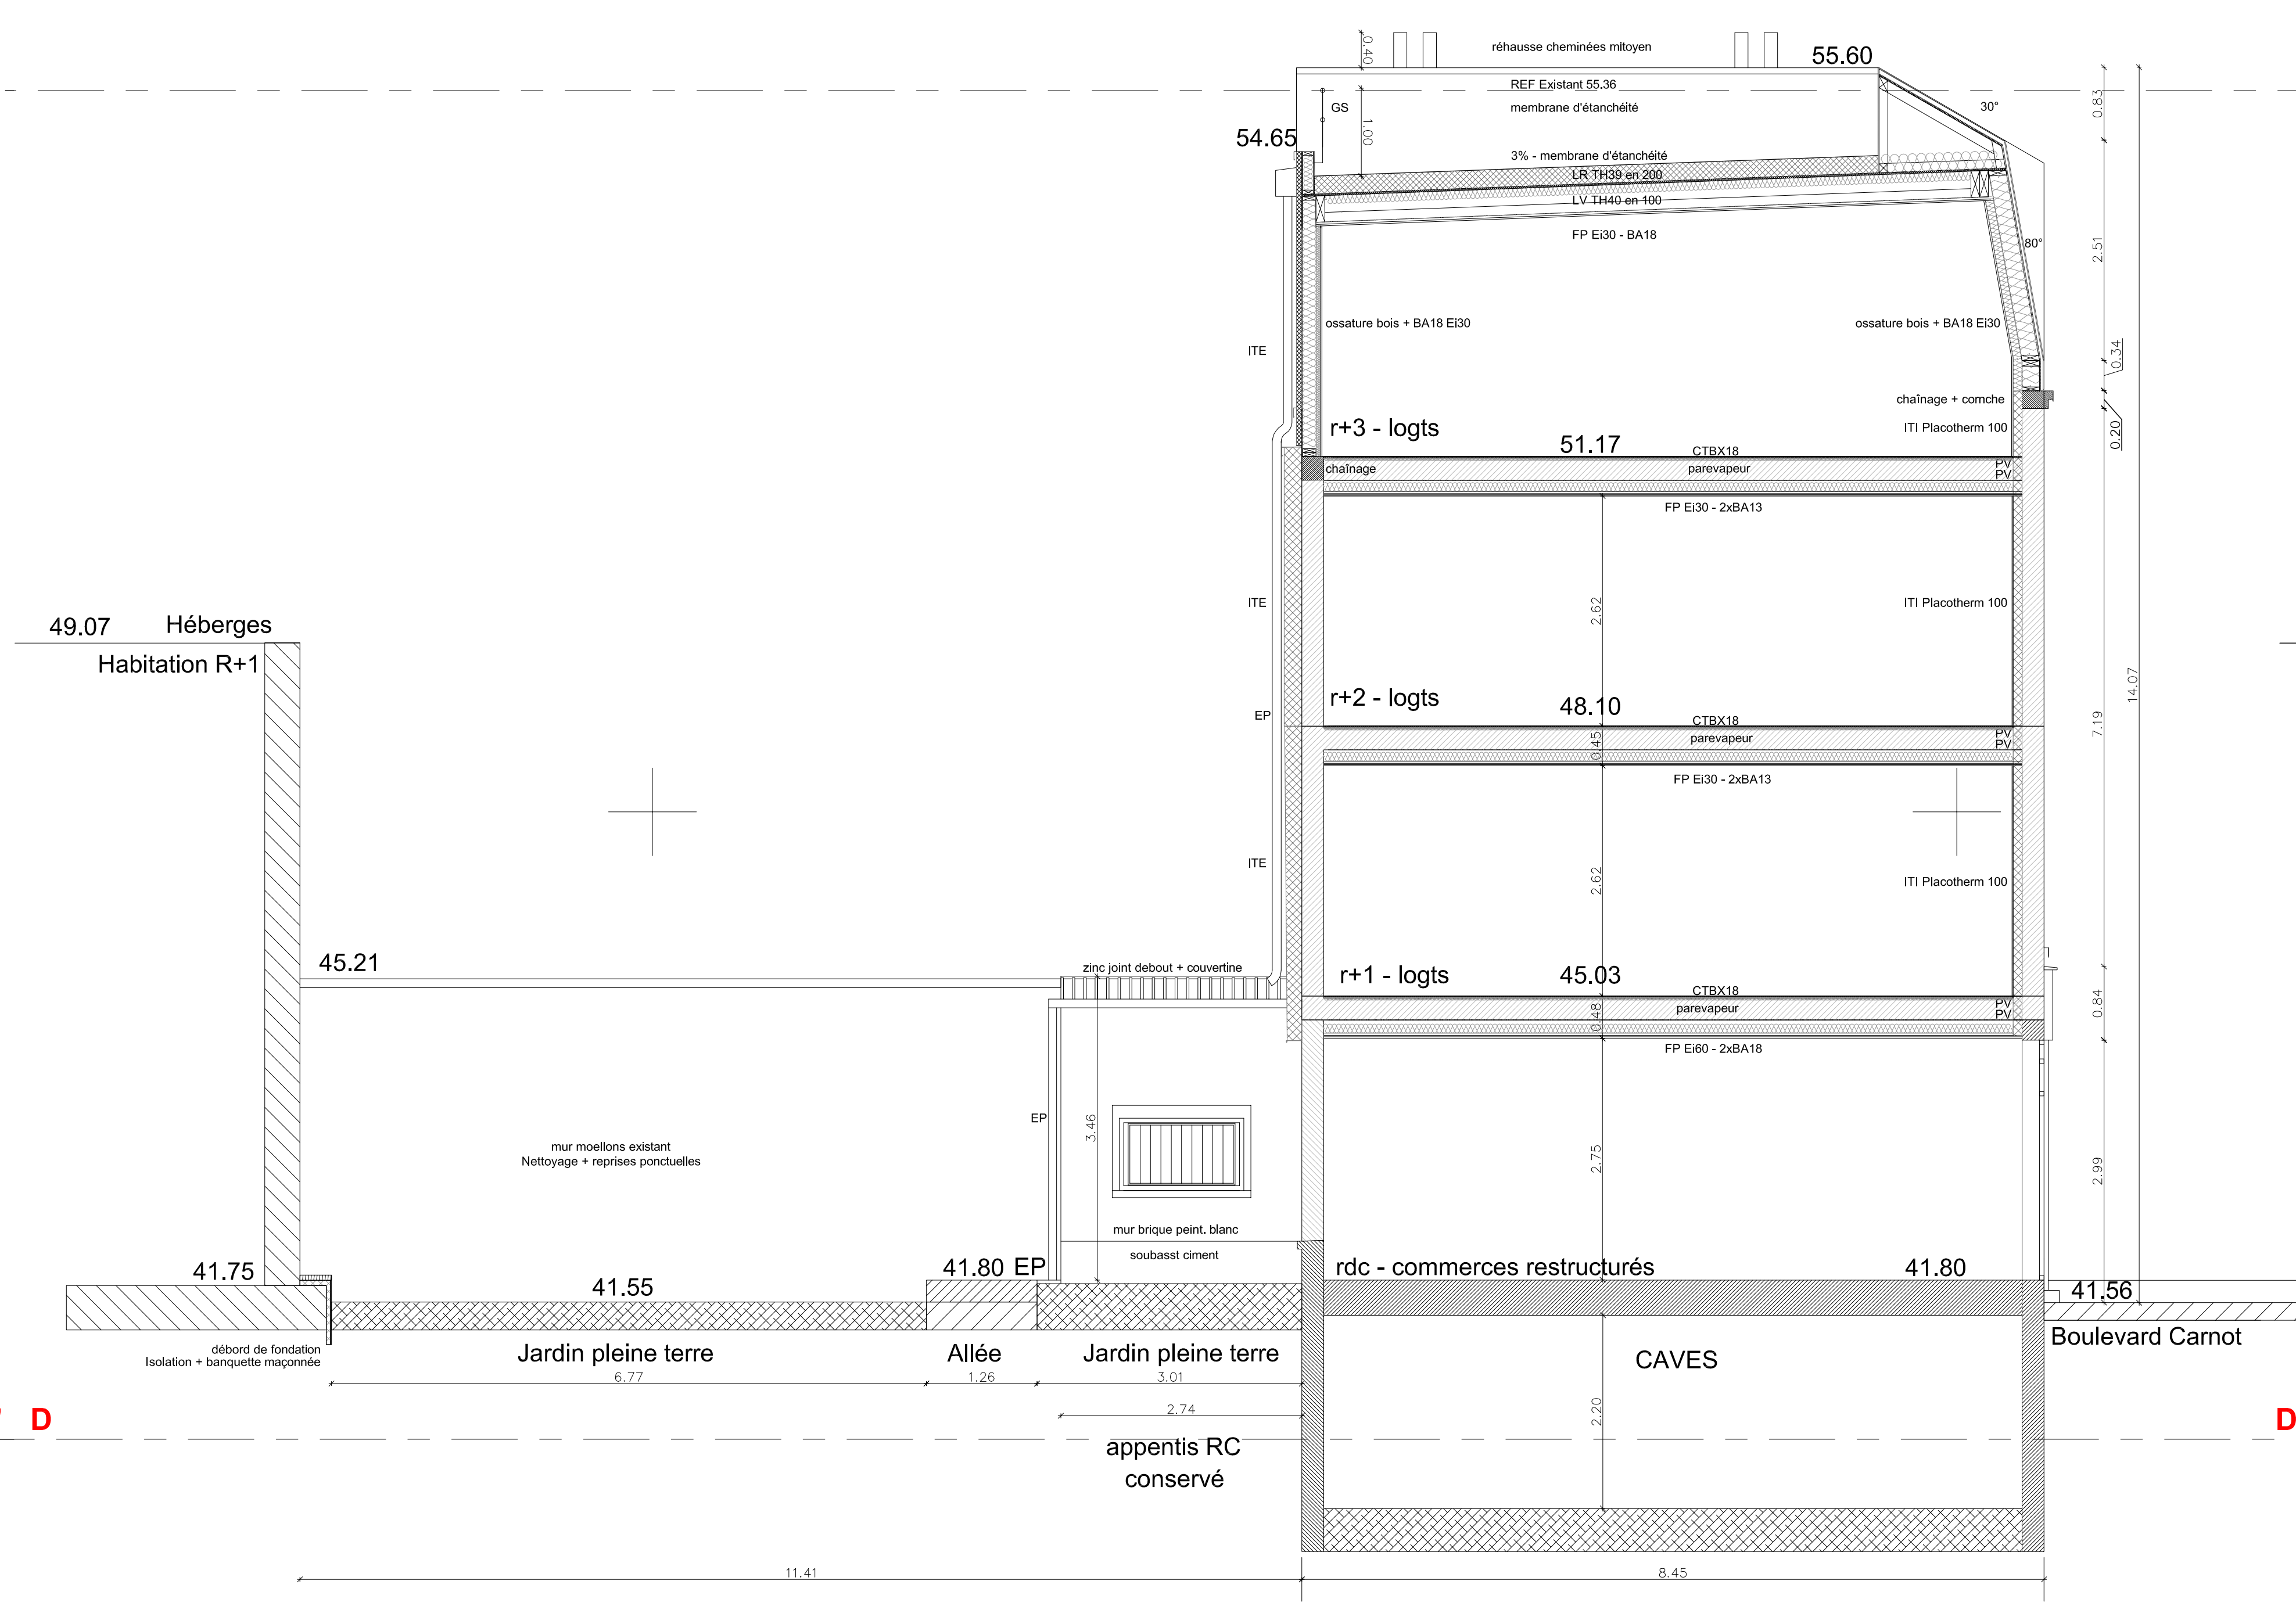 0.40
réhausse cheminées mitoyen
55.60
REF Existant 55.36
GS
membrane d'étanchéité
30°
0.83
1.00
54.65
3% - membrane d'étanchéité
LR TH39 en 200
LV TH40 en 100
FP Ei30 - BA18
80°
2.51
ossature bois + BA18 Ei30
ossature bois + BA18 Ei30
ITE
0.34
chaînage + cornche
r+3 - logts
51.17
ITI Placotherm 100
0.20
CTBX18
chaînage
parevapeur
PV
PV
FP Ei30 - 2xBA13
ITE
2.62
ITI Placotherm 100
49.07
Héberges
Habitation R+1
14.07
r+2 - logts
48.10
EP
CTBX18
7.19
parevapeur
PV
PV
0.45
FP Ei30 - 2xBA13
ITE
2.62
ITI Placotherm 100
45.21
zinc joint debout + couvertine
r+1 - logts
45.03
CTBX18
0.84
parevapeur
PV
PV
0.48
FP Ei60 - 2xBA18
EP
3.46
mur moellons existant
Nettoyage + reprises ponctuelles
2.75
2.99
mur brique peint. blanc
soubasst ciment
41.75
41.55
41.80
EP
rdc - commerces restructurés
41.80
41.56
Boulevard Carnot
débord de fondation
Isolation + banquette maçonnée
Jardin pleine terre
Allée
Jardin pleine terre
CAVES
6.77
1.26
3.01
2.74
2.20
D
D
appentis RC
conservé
11.41
8.45